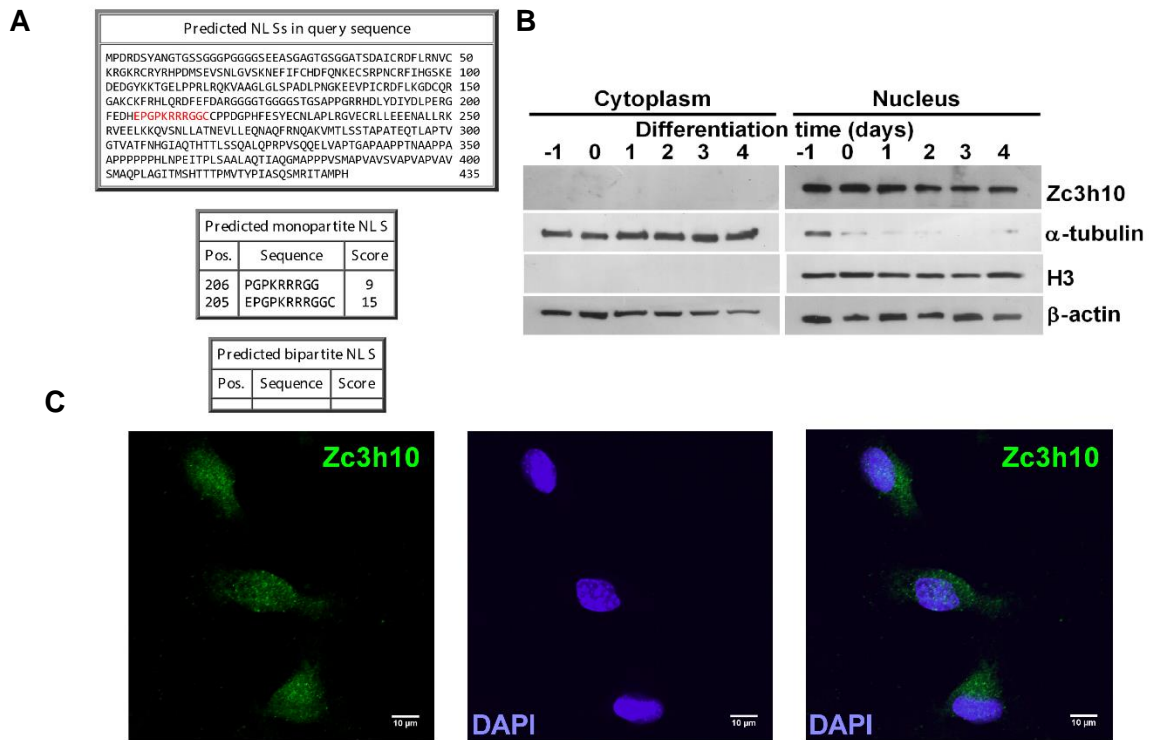 A
Predicted NLSs in query sequence
MPDRDSYANGTGSSGGGPGGGGSEEASGAGTGSGGATSDAICRDFLRNVC 50
KRGKRCRYRHPDMSEVSNLGVSKNEFIFCHDFQNKECSRPNCRFIHGSKE 100
DEDGYKKTGELPPRLRQKVAAGLGLSPADLPNGKEEVPICRDFLKGDCQR 150
GAKCKFRHLQRDFEFDARGGGGTGGGGSTGSAPPGRRHDLYDIYDLPERG 200
FEDHEPGPKRRRGGCCPPDGPHFESYECNLAPLRGVECRLLEEENALLRK 250
RVEELKKQVSNLLATNEVLLEQNAQFRNQAKVMTLSSTAPATEQTLAPTV 300
GTVATFNHGIAQTHTTLSSQALQPRPVSQQELVAPTGAPAAPPTNAAPPA 350
APPPPPPHLNPEITPLSAALAQTIAQGMAPPPVSMAPVAVSVAPVAPVAV 400
SMAQPLAGITMSHTTTPMVTYPIASQSMRITAMPH 435
Predicted monopartite NLS
Pos. Sequence Score
206 PGPKRRRGG 9
205 EPGPKRRRGGC 15
Predicted bipartite NLS
Pos. Sequence Score
B
Cytoplasm Nucleus
Differentiation time (days)
-1 0 1 2 3 4 -1 0 1 2 3 4
Zc3h10
α-tubulin
H3
β-actin
C
Zc3h10
10 µm
DAPI
10 µm
Zc3h10
DAPI
10 µm